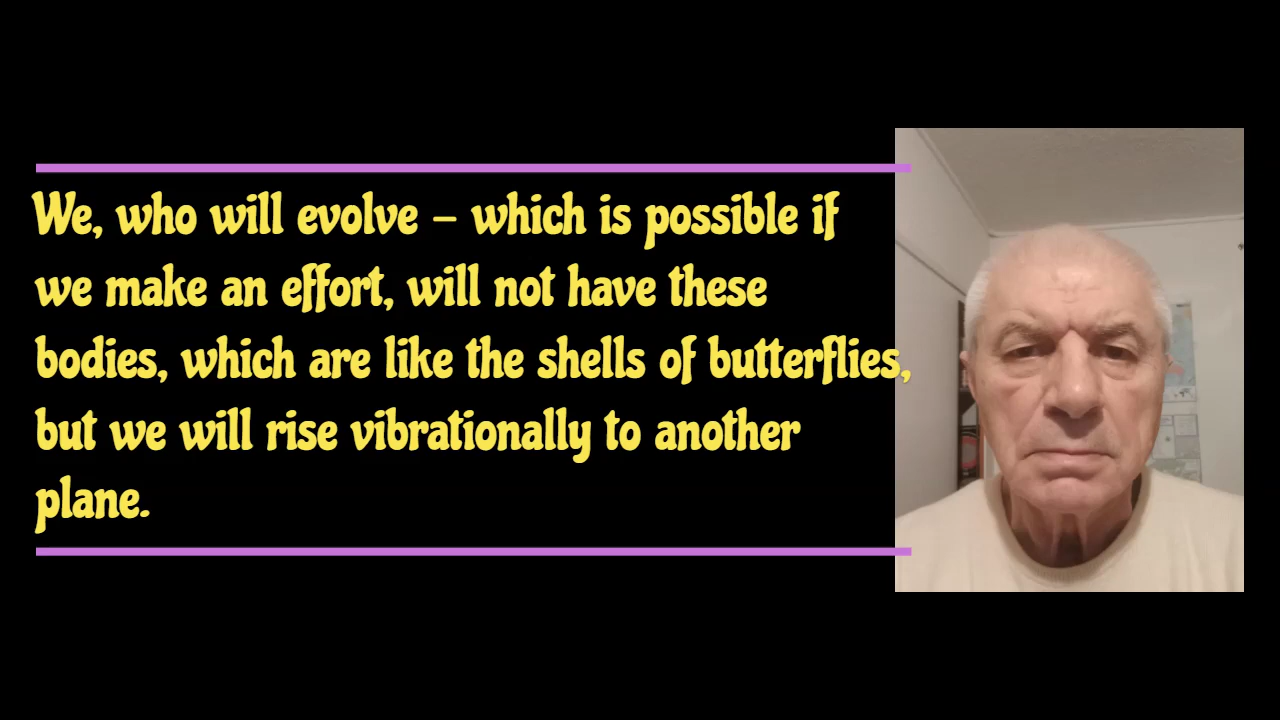 We, who will evolve – which is possible if
we make an effort, will not have these
bodies, which are like the shells of butterflies,
but we will rise vibrationally to another
plane.